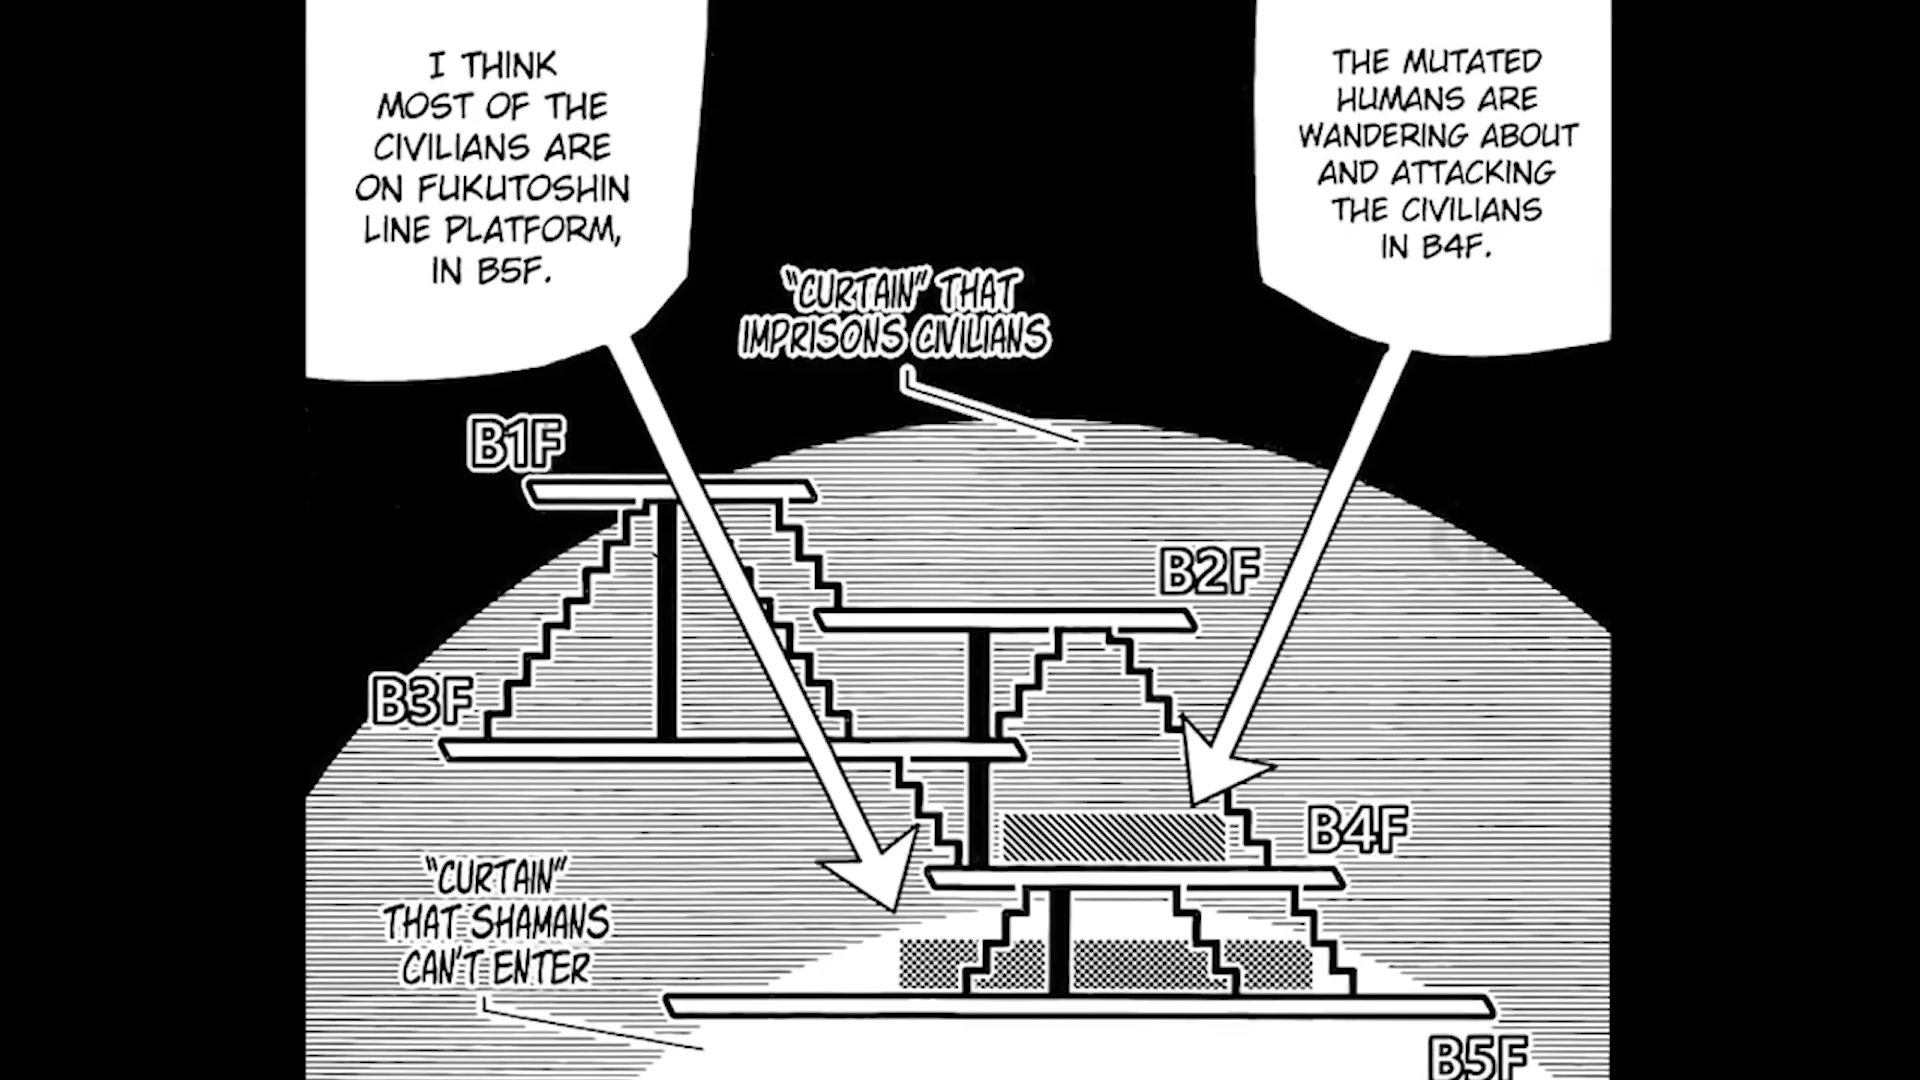 I THINK
MOST OF THE
CIVILIANS ARE
ON FUKUTOSHIN
LINE PLATFORM,
IN B5F.
THE MUTATED
HUMANS ARE
WANDERING ABOUT
AND ATTACKING
THE CIVILIANS
IN B4F.
"CURTAIN" THAT
IMPRISONS CIVILIANS
B1F
B2F
B3F
B4F
"CURTAIN"
THAT SHAMANS
CAN'T ENTER
B5F